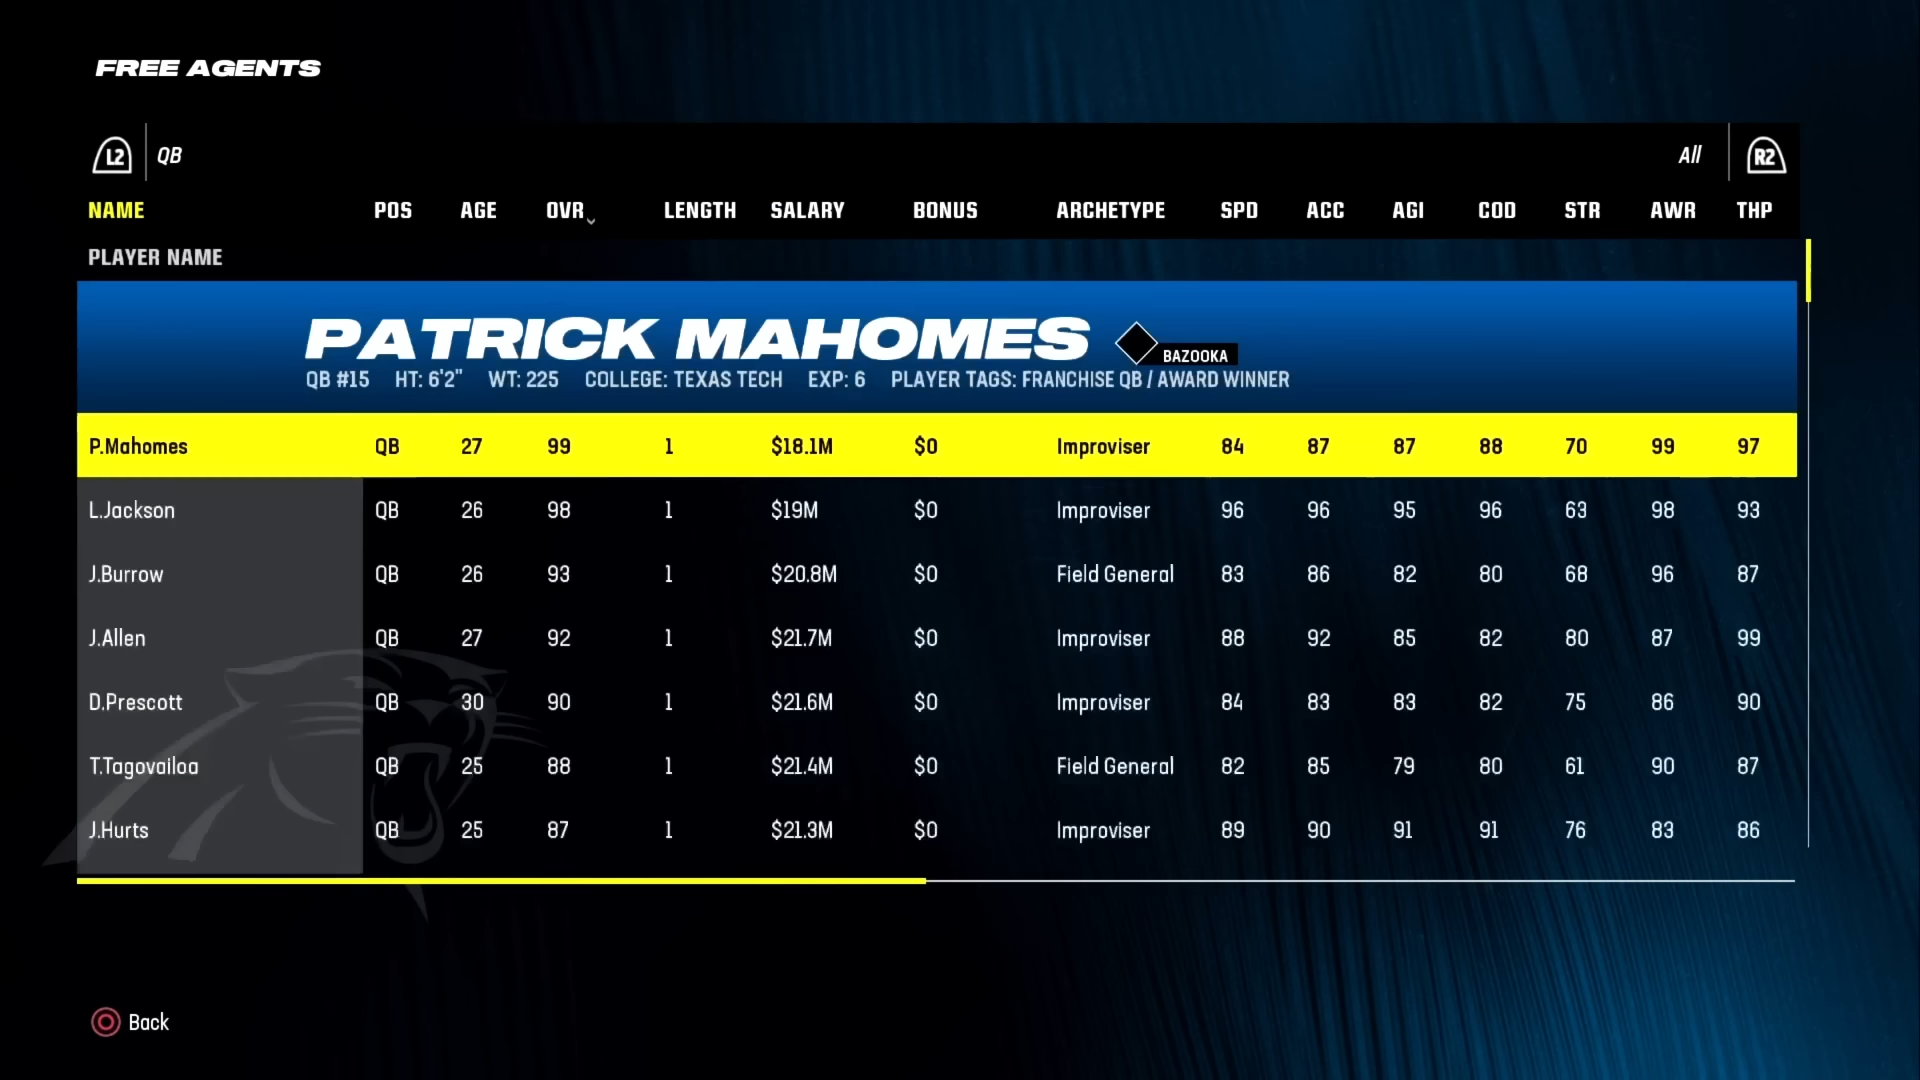 FREE AGENTS
L2 QB All R2
NAME POS AGE OVR LENGTH SALARY BONUS ARCHETYPE SPD ACC AGI COD STR AWR THP
PLAYER NAME
PATRICK MAHOMES BAZOOKA
QB #15 HT: 6'2" WT: 225 COLLEGE: TEXAS TECH EXP: 6 PLAYER TAGS: FRANCHISE QB / AWARD WINNER
P.Mahomes QB 27 99 1 $18.1M $0 Improviser 84 87 87 88 70 99 97
L.Jackson QB 26 98 1 $19M $0 Improviser 96 96 95 96 63 98 93
J.Burrow QB 26 93 1 $20.8M $0 Field General 83 86 82 80 68 96 87
J.Allen QB 27 92 1 $21.7M $0 Improviser 88 92 85 82 80 87 99
D.Prescott QB 30 90 1 $21.6M $0 Improviser 84 83 83 82 75 86 90
T.Tagovailoa QB 25 88 1 $21.4M $0 Field General 82 85 79 80 61 90 87
J.Hurts QB 25 87 1 $21.3M $0 Improviser 89 90 91 91 76 83 86
Back